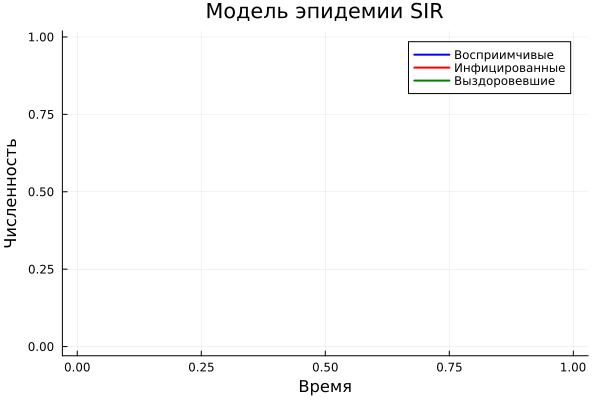 Модель эпидемии SIR
Восприимчивые
Инфицированные
Выздоровевшие
Численность
1.00
0.75
0.50
0.25
0.00
0.00 0.25 0.50 0.75 1.00
Время